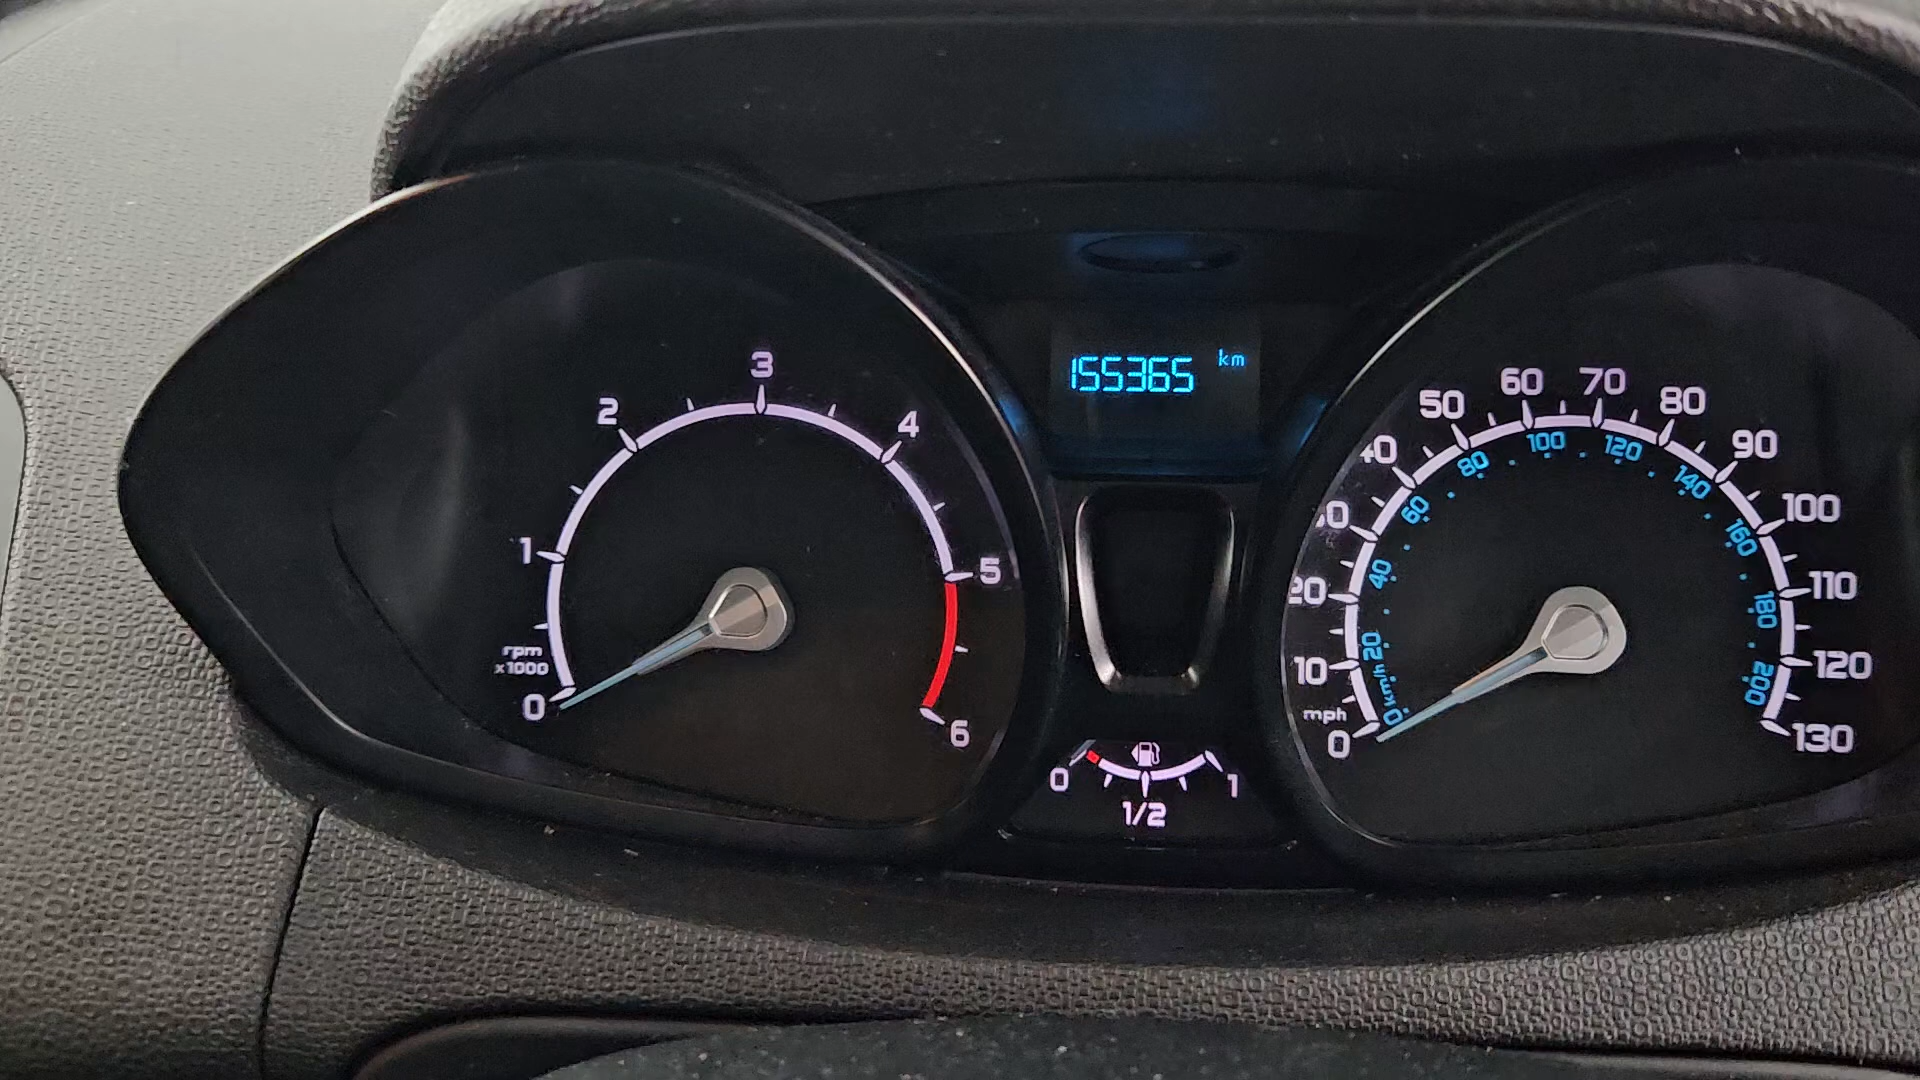 155365 km
0 1 2 3 4 5 6
rpm
x1000
0 10 20 40 50 60 70 80 90 100 110 120 130
mph
0 20 40 60 80 100 120 140 160 180 200
km/h
0 1/2 1